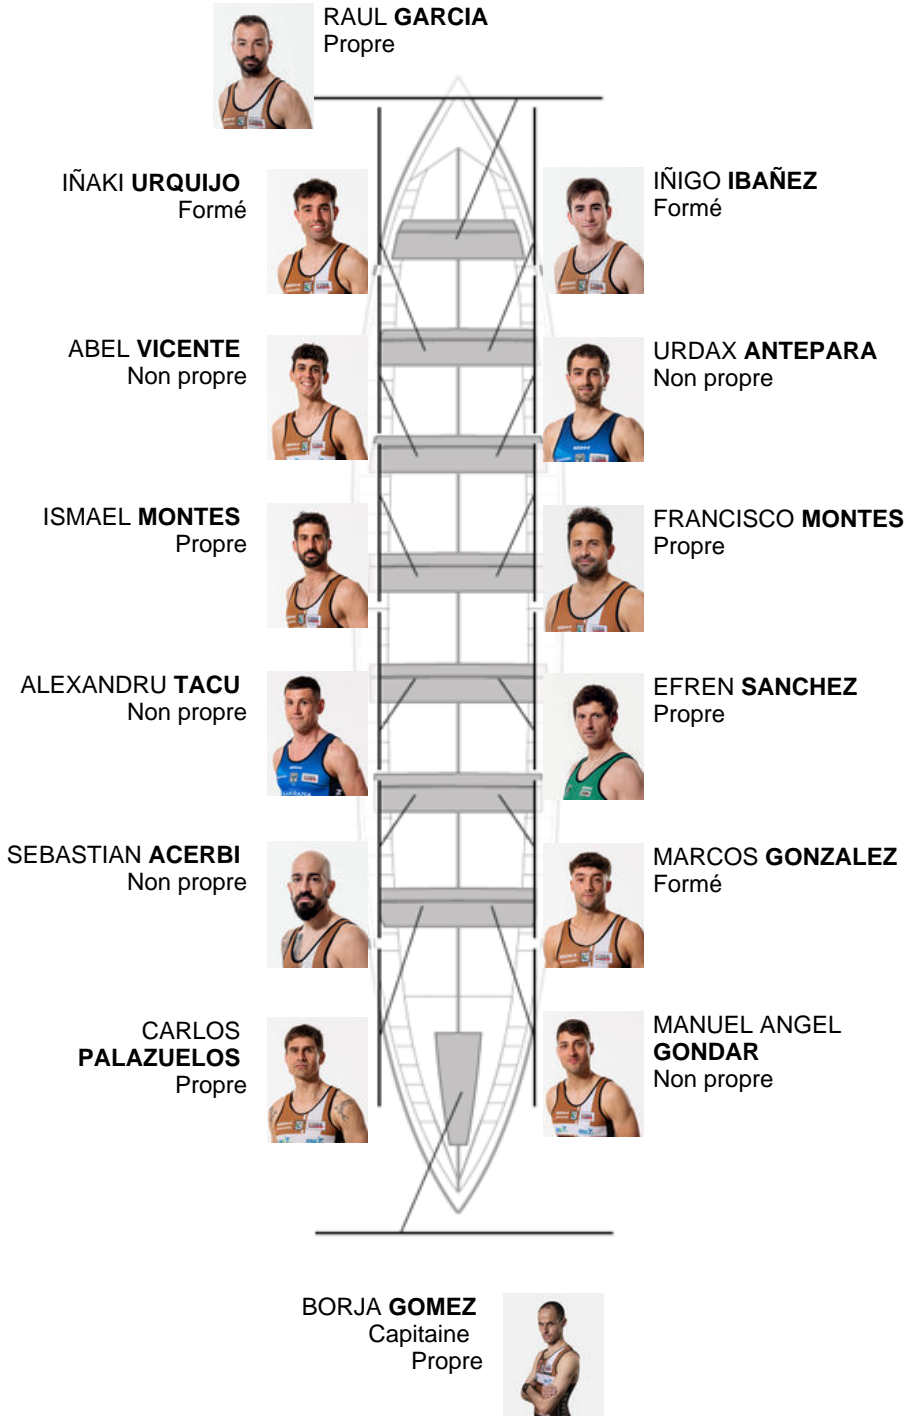 RAUL GARCIA
Propre
IÑAKI URQUIJO
Formé
IÑIGO IBAÑEZ
Formé
ABEL VICENTE
Non propre
URDAX ANTEPARA
Non propre
ISMAEL MONTES
Propre
FRANCISCO MONTES
Propre
ALEXANDRU TACU
Non propre
EFREN SANCHEZ
Propre
SEBASTIAN ACERBI
Non propre
MARCOS GONZALEZ
Formé
CARLOS
PALAZUELOS
Propre
MANUEL ANGEL
GONDAR
Non propre
BORJA GOMEZ
Capitaine
Propre